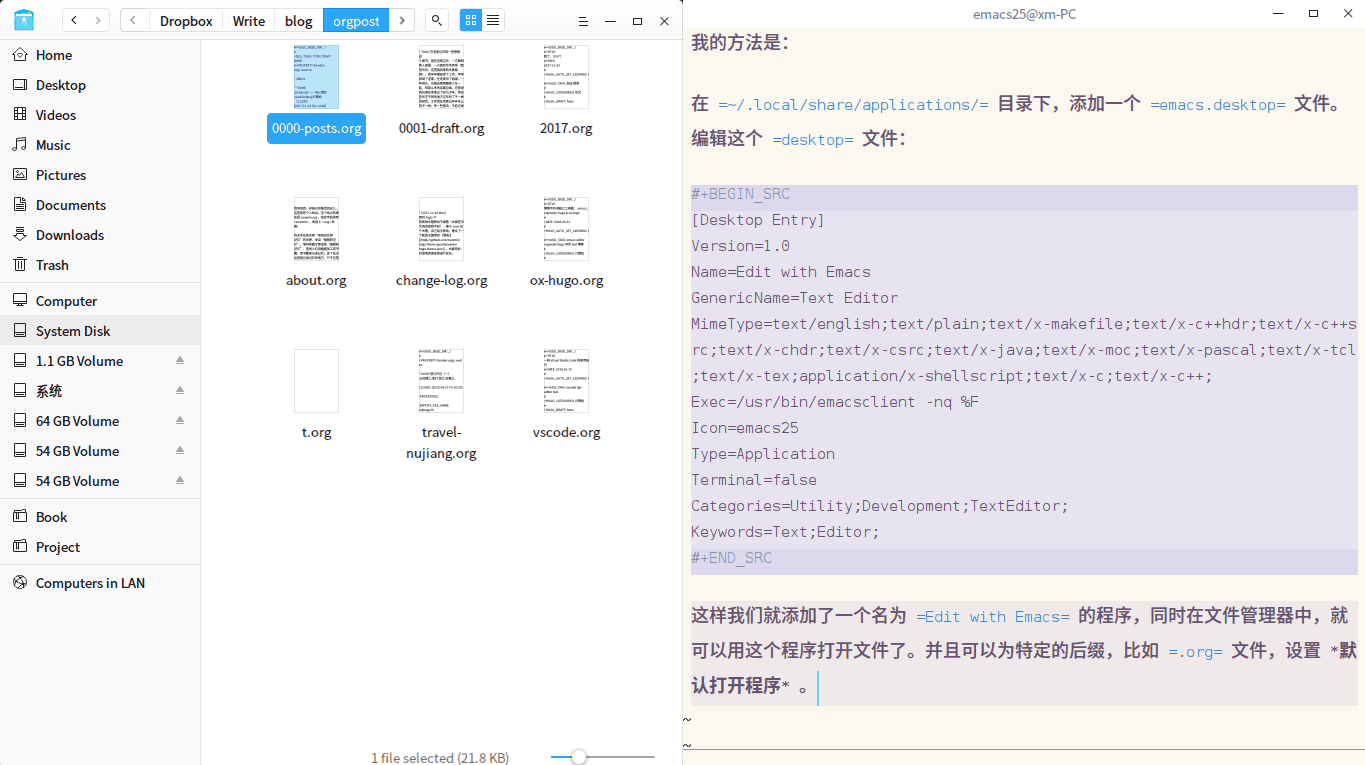 Dropbox
Write
blog
orgpost
Home
Desktop
Videos
Music
Pictures
Documents
Downloads
Trash
Computer
System Disk
1.1 GB Volume
系统
64 GB Volume
54 GB Volume
54 GB Volume
Book
Project
Computers in LAN
0000-posts.org
0001-draft.org
2017.org
about.org
change-log.org
ox-hugo.org
t.org
travel-
nujiang.org
vscode.org
1 file selected (21.8 KB)
emacs25@xm-PC
我的方法是：
在 =~/.local/share/applications/= 目录下，添加一个 =emacs.desktop= 文件。
编辑这个 =desktop= 文件：
#+BEGIN_SRC
[Desktop Entry]
Version=1.0
Name=Edit with Emacs
GenericName=Text Editor
MimeType=text/english;text/plain;text/x-makefile;text/x-c++hdr;text/x-c++s
rc;text/x-chdr;text/x-csrc;text/x-java;text/x-moc;text/x-pascal;text/x-tcl
;text/x-tex;application/x-shellscript;text/x-c;text/x-c++;
Exec=/usr/bin/emacsclient -nq %F
Icon=emacs25
Type=Application
Terminal=false
Categories=Utility;Development;TextEditor;
Keywords=Text;Editor;
#+END_SRC
这样我们就添加了一个名为 =Edit with Emacs= 的程序，同时在文件管理器中，就
可以用这个程序打开文件了。并且可以为特定的后缀，比如 =.org= 文件，设置 *默
认打开程序* 。
~
~